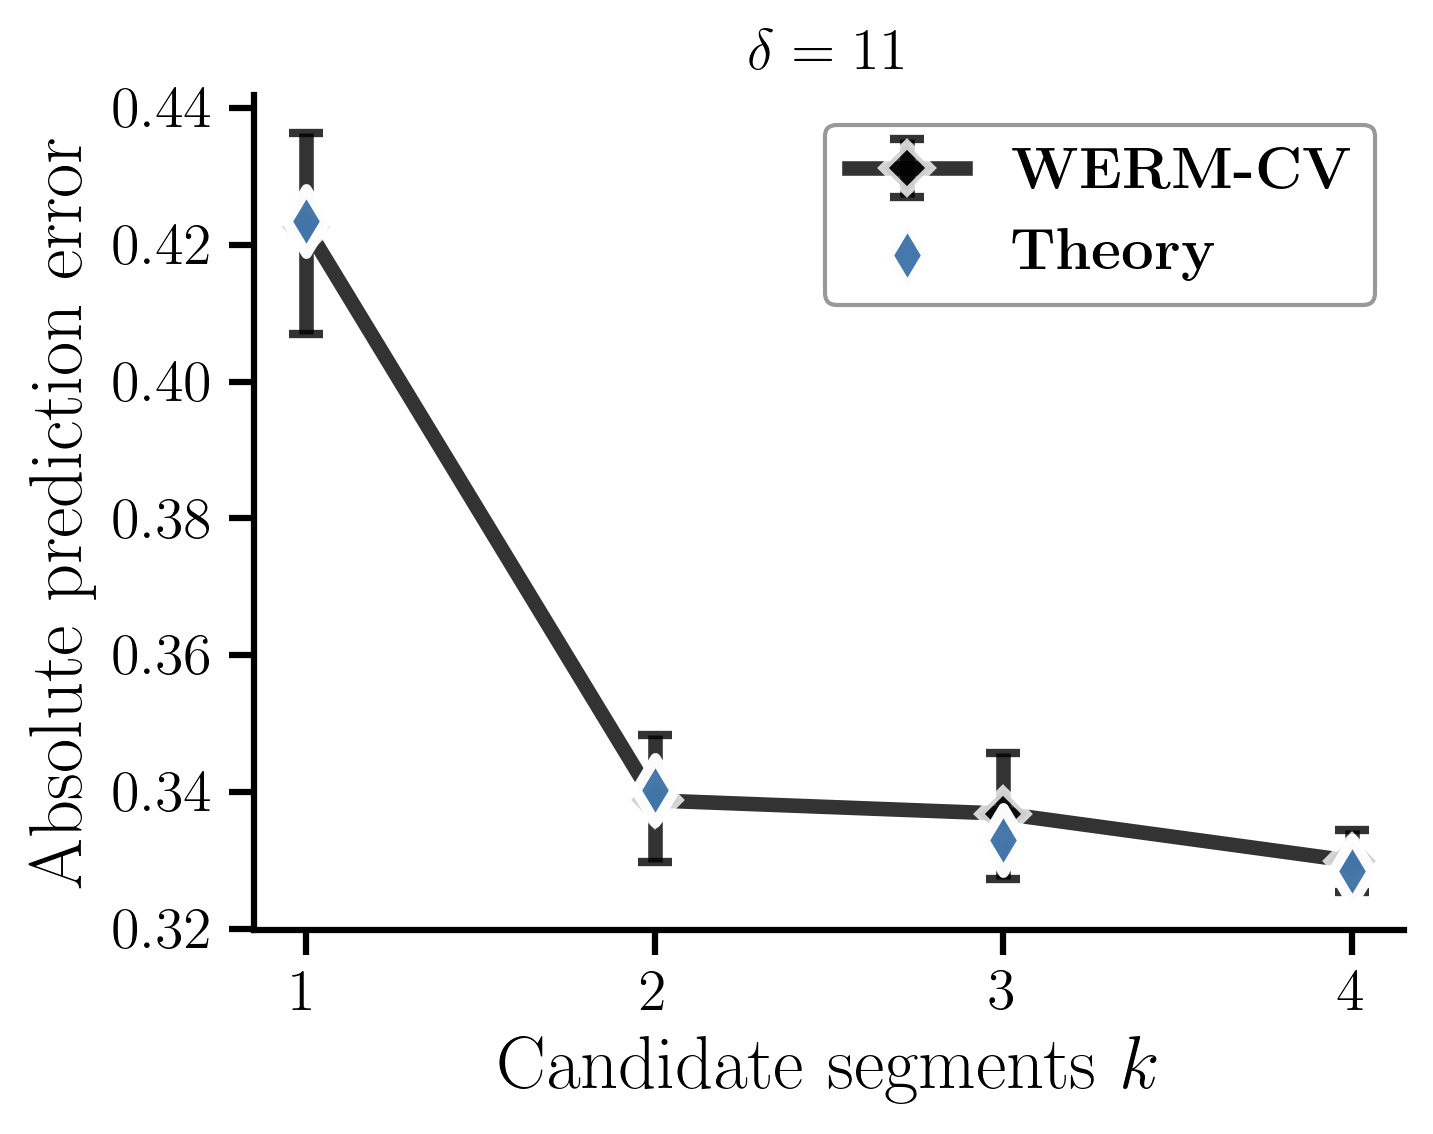 δ = 11
WERM-CV
Theory
Absolute prediction error
0.44
0.42
0.40
0.38
0.36
0.34
0.32
1 2 3 4
Candidate segments k